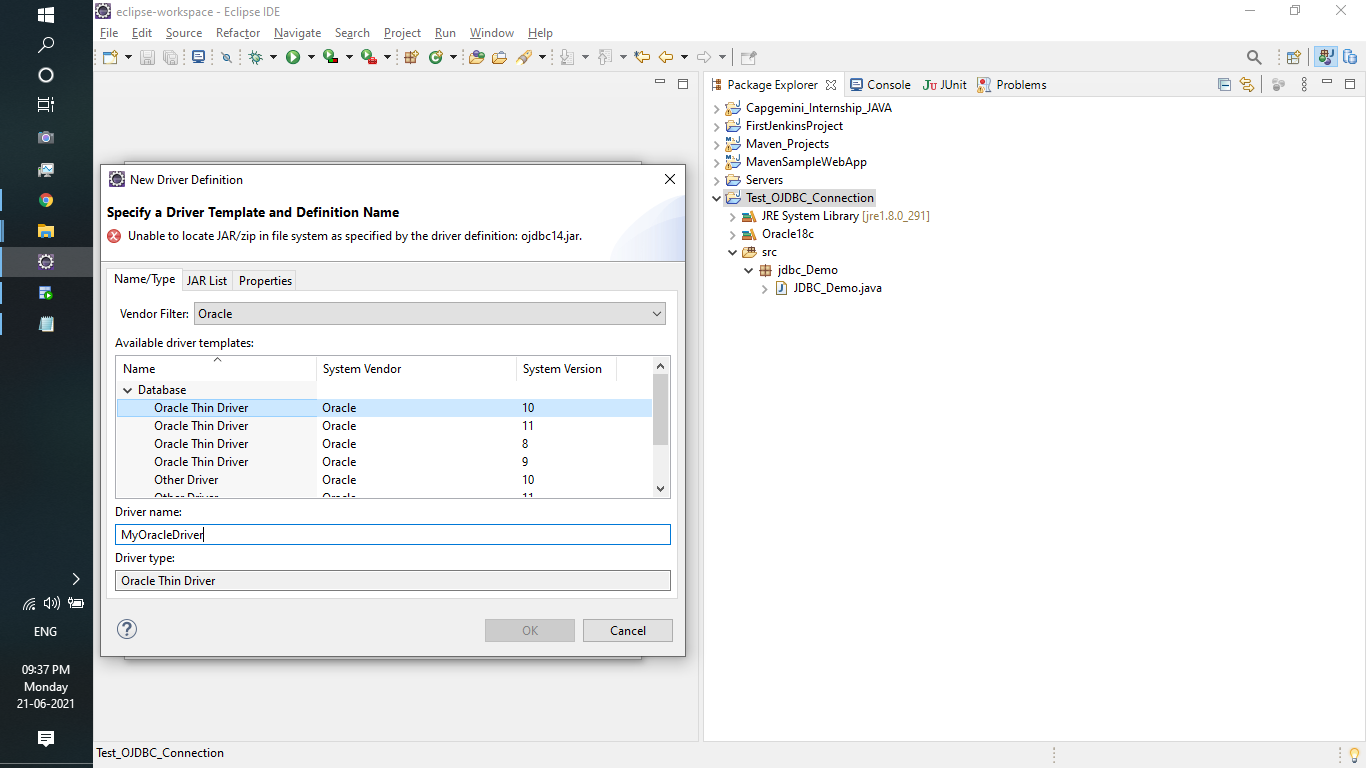 eclipse-workspace - Eclipse IDE
File Edit Source Refactor Navigate Search Project Run Window Help
Package Explorer Console JUnit Problems
Capgemini_Internship_JAVA
FirstJenkinsProject
Maven_Projects
MavenSampleWebApp
Servers
Test_OJDBC_Connection
JRE System Library [jre1.8.0_291]
Oracle18c
src
jdbc_Demo
JDBC_Demo.java
New Driver Definition
Specify a Driver Template and Definition Name
Unable to locate JAR/zip in file system as specified by the driver definition: ojdbc14.jar.
Name/Type JAR List Properties
Vendor Filter: Oracle
Available driver templates:
Name System Vendor System Version
Database
Oracle Thin Driver Oracle 10
Oracle Thin Driver Oracle 11
Oracle Thin Driver Oracle 8
Oracle Thin Driver Oracle 9
Other Driver Oracle 10
Other Driver Oracle 11
Driver name:
MyOracleDriver
Driver type:
Oracle Thin Driver
OK Cancel
ENG
09:37 PM
Monday
21-06-2021
Test_OJDBC_Connection